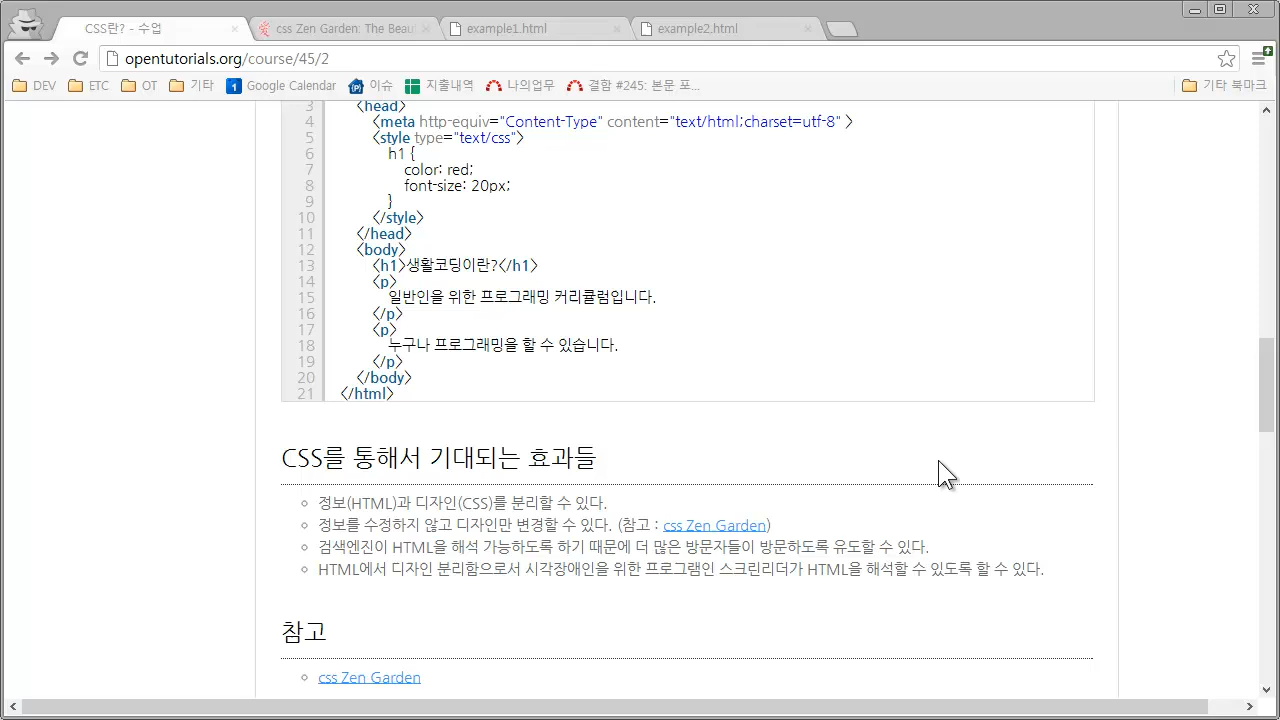 CSS란? - 수업
css Zen Garden: The Beau
example1.html
example2.html
opentutorials.org/course/45/2
DEV ETC OT 기타 1 Google Calendar 이슈 지출내역 나의업무 결함 #245: 본문 포... 기타 북마크
3 <head>
4 <meta http-equiv="Content-Type" content="text/html;charset=utf-8" >
5 <style type="text/css">
6 h1 {
7 color: red;
8 font-size: 20px;
9 }
10 </style>
11 </head>
12 <body>
13 <h1>생활코딩이란?</h1>
14 <p>
15 일반인을 위한 프로그래밍 커리큘럼입니다.
16 </p>
17 <p>
18 누구나 프로그래밍을 할 수 있습니다.
19 </p>
20 </body>
21 </html>
CSS를 통해서 기대되는 효과들
정보(HTML)과 디자인(CSS)를 분리할 수 있다.
정보를 수정하지 않고 디자인만 변경할 수 있다. (참고 : css Zen Garden)
검색엔진이 HTML을 해석 가능하도록 하기 때문에 더 많은 방문자들이 방문하도록 유도할 수 있다.
HTML에서 디자인 분리함으로서 시각장애인을 위한 프로그램인 스크린리더가 HTML을 해석할 수 있도록 할 수 있다.
참고
css Zen Garden